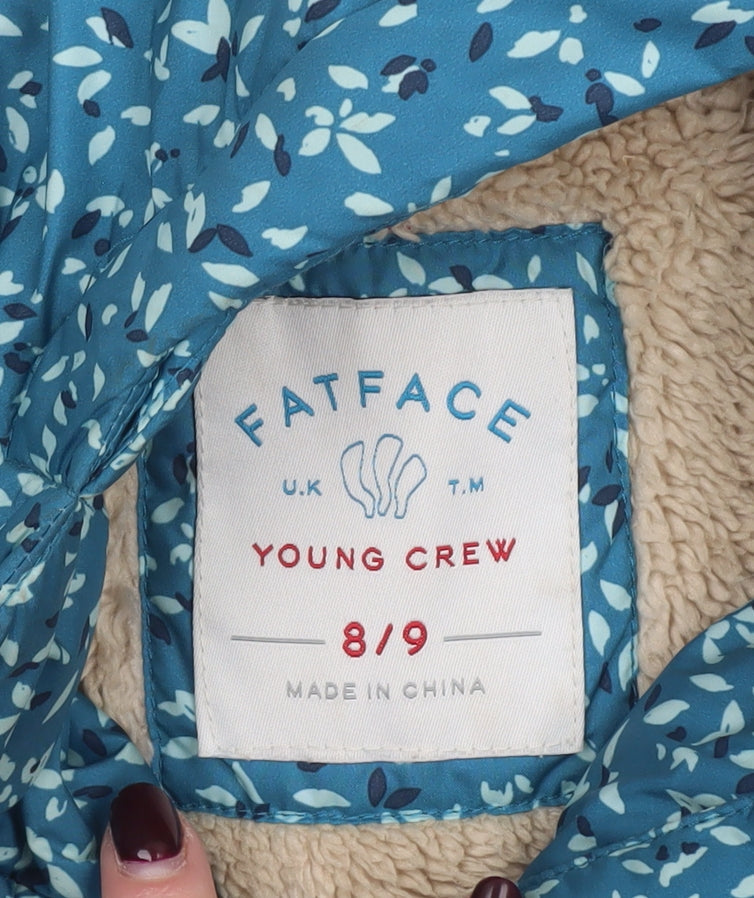 FATFACE
U.K T.M
YOUNG CREW
8/9
MADE IN CHINA